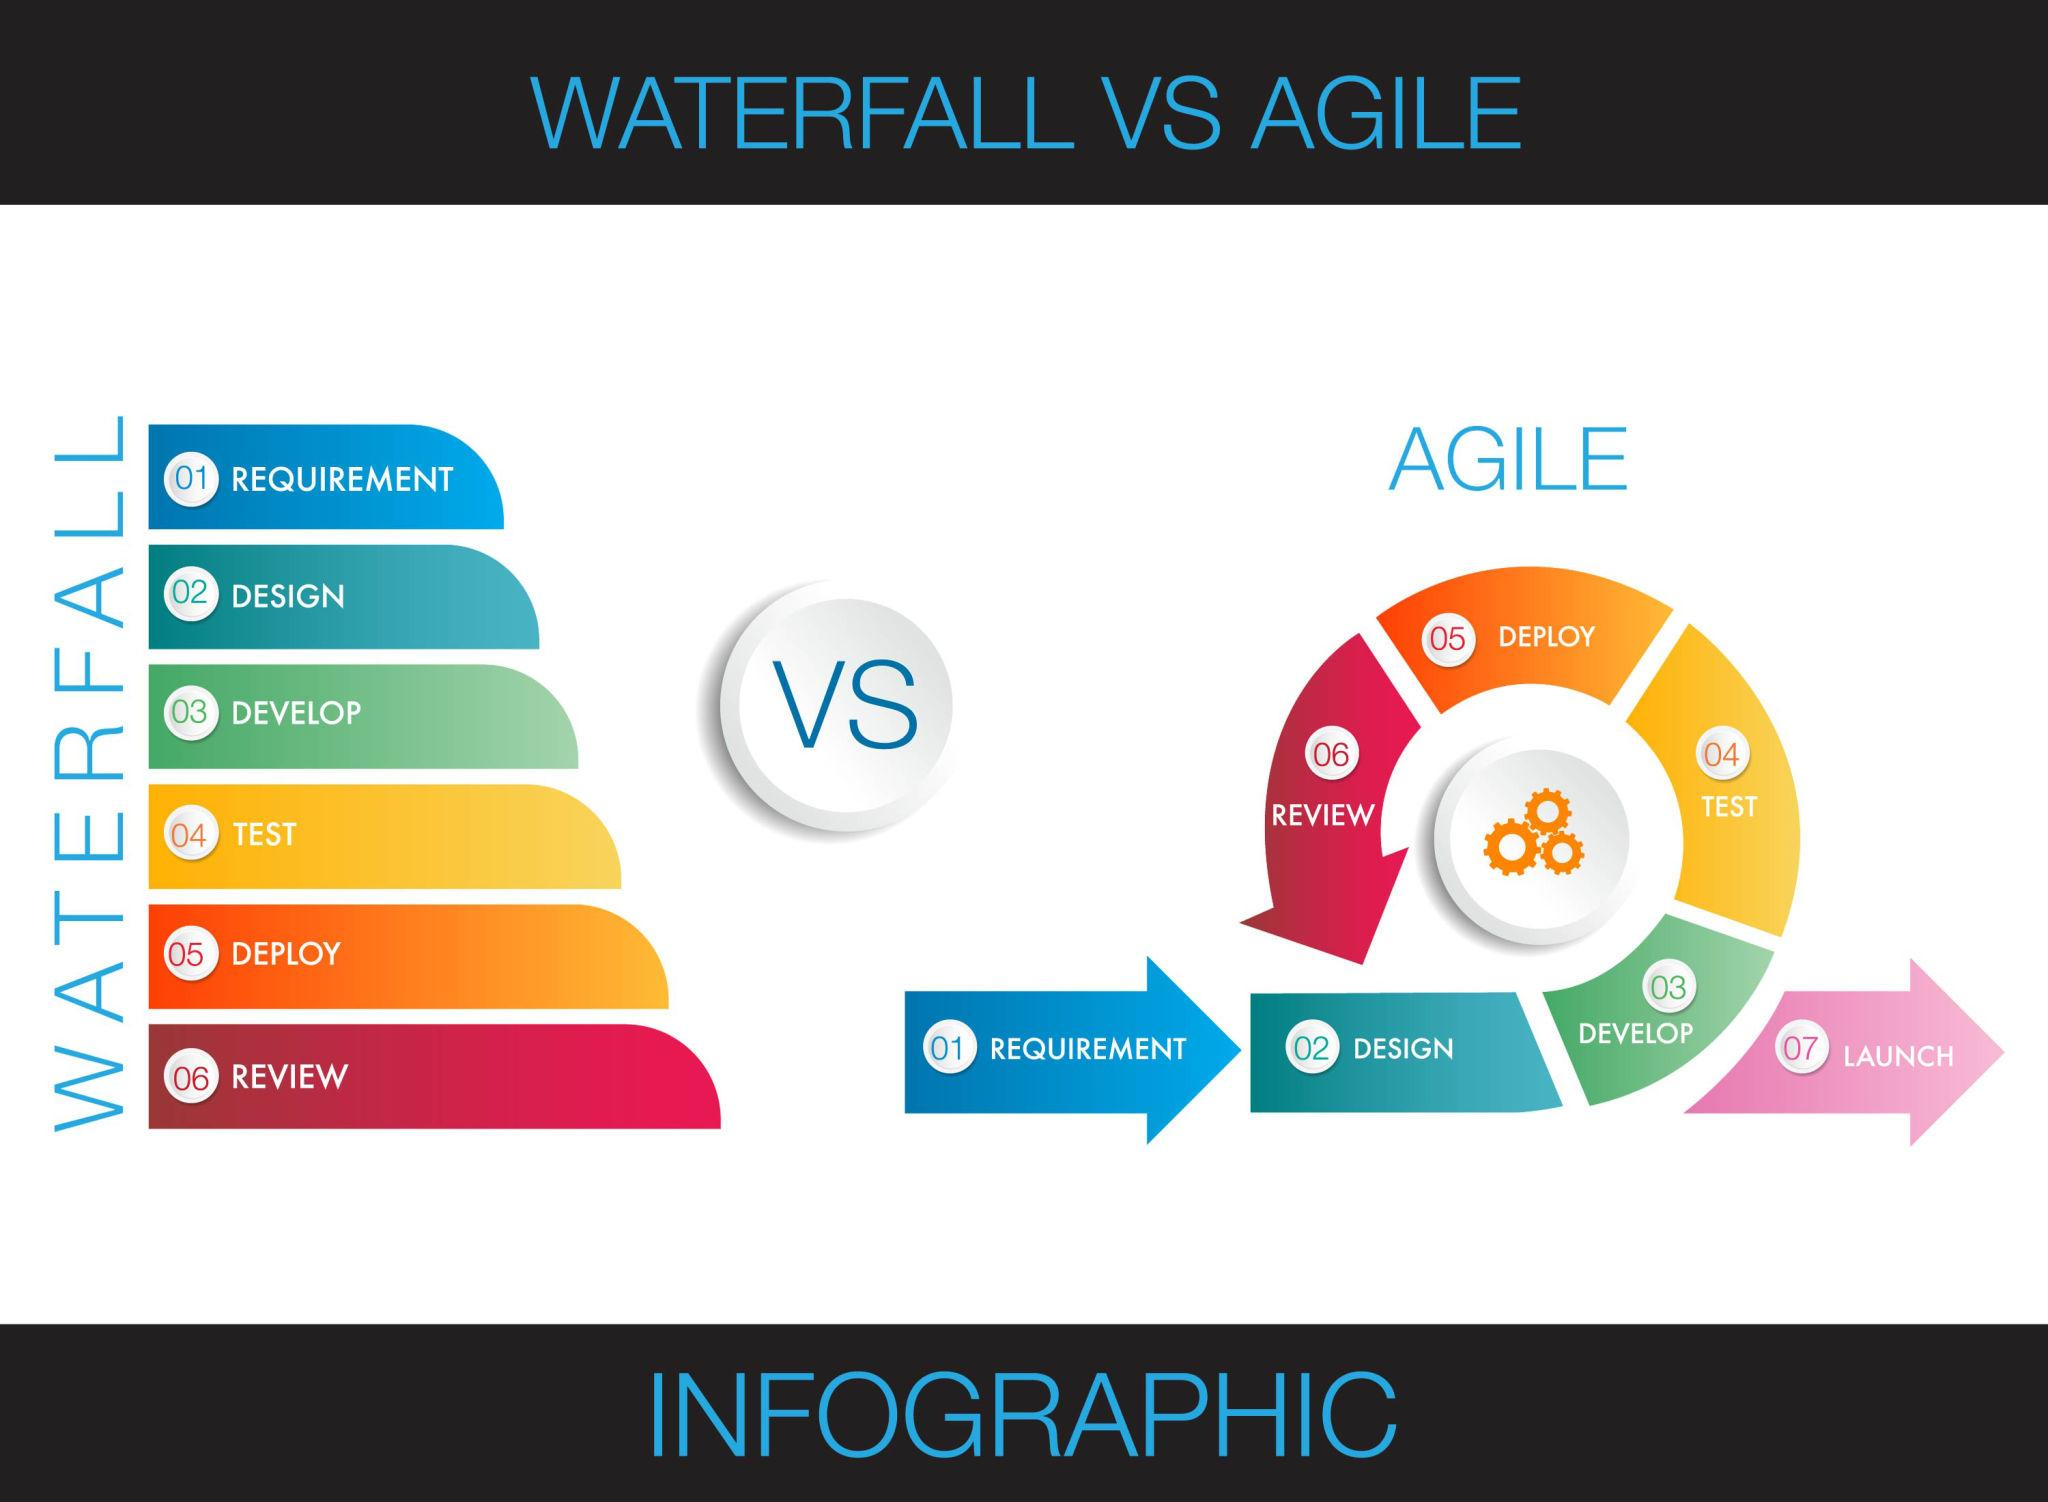 WATERFALL VS AGILE
WATERFALL
01 REQUIREMENT
02 DESIGN
03 DEVELOP
04 TEST
05 DEPLOY
06 REVIEW
VS
AGILE
01 REQUIREMENT
02 DESIGN
03
DEVELOP
04
TEST
05 DEPLOY
06
REVIEW
07 LAUNCH
INFOGRAPHIC